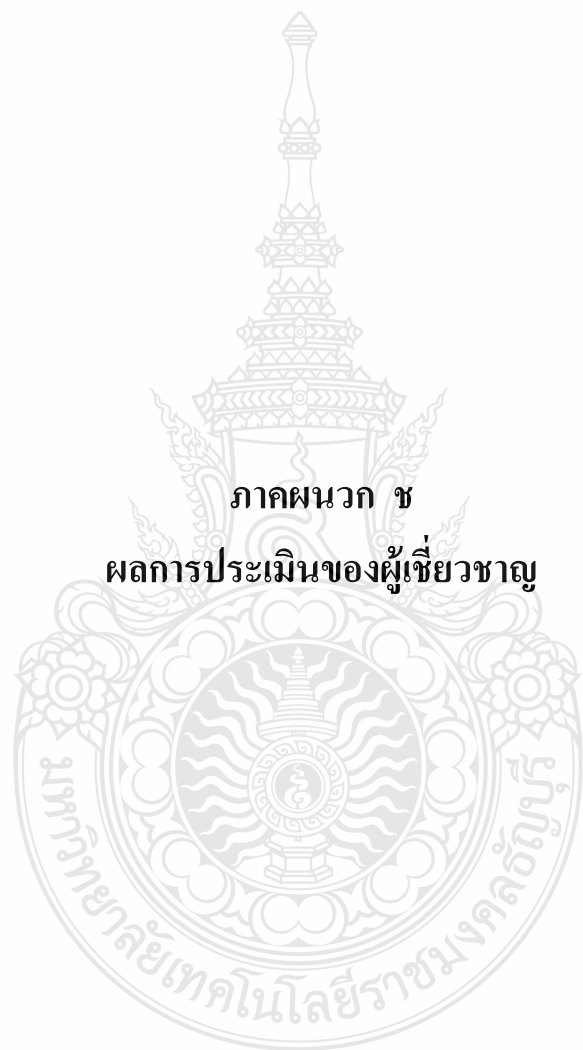 ภาคผนวก ช
ผลการประเมินของผู้เชี่ยวชาญ
มหาวิทยาลัยเทคโนโลยีราชมงคลธัญบุรี